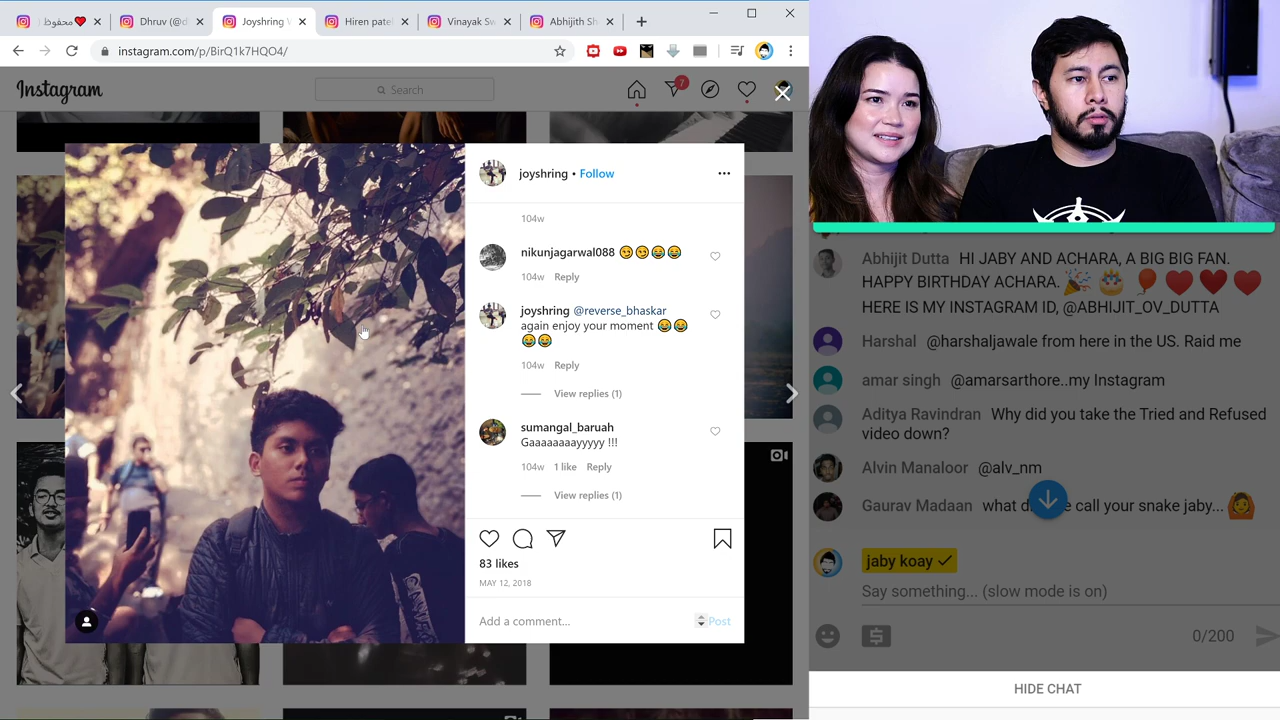 محفوظ
Dhruv (@d
Joyshring V
Hiren pate
Vinayak Sw
Abhijith Sh
instagram.com/p/BirQ1k7HQO4/
Instagram
Search
7
joyshring • Follow
104w
nikunjagarwal088 😏😏😂😂
104w Reply
joyshring @reverse_bhaskar
again enjoy your moment 😂😂
😂😂
104w Reply
View replies (1)
sumangal_baruah
Gaaaaaaaayyyyy !!!
104w 1 like Reply
View replies (1)
83 likes
MAY 12, 2018
Add a comment...
Post
Abhijit Dutta HI JABY AND ACHARA, A BIG BIG FAN.
HAPPY BIRTHDAY ACHARA. 🎉🎂🎈❤️❤️❤️
HERE IS MY INSTAGRAM ID, @ABHIJIT_OV_DUTTA
Harshal @harshaljawale from here in the US. Raid me
amar singh @amarsarthore..my Instagram
Aditya Ravindran Why did you take the Tried and Refused
video down?
Alvin Manaloor @alv_nm
Gaurav Madaan what d e call your snake jaby... 🙆
jaby koay ✓
Say something... (slow mode is on)
0/200
HIDE CHAT